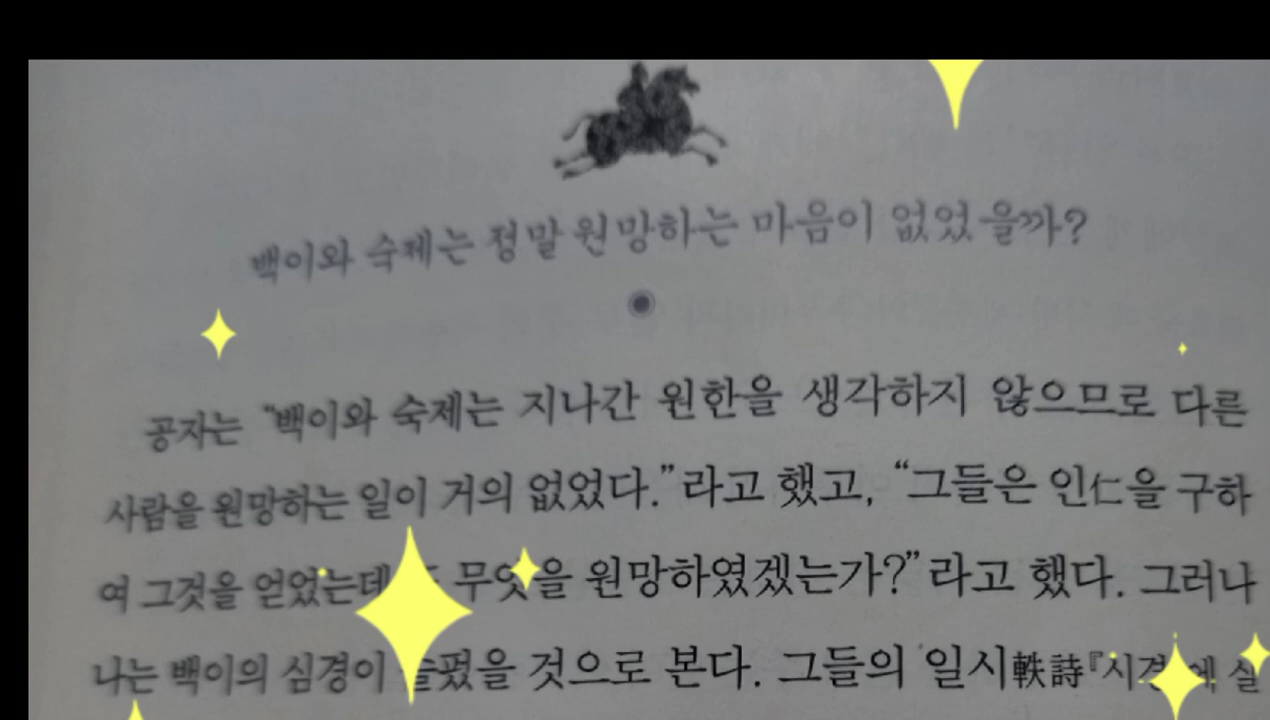 백이와 숙제는 정말 원망하는 마음이 없었을까?
공자는 “백이와 숙제는 지나간 원한을 생각하지 않으므로 다른
사람을 원망하는 일이 거의 없었다.”라고 했고, “그들은 인仁을 구하
여 그것을 얻었는데 무엇을 원망하였겠는가?”라고 했다. 그러나
나는 백이의 심경이 슬펐을 것으로 본다. 그들의 일시軼詩『시경 에 실